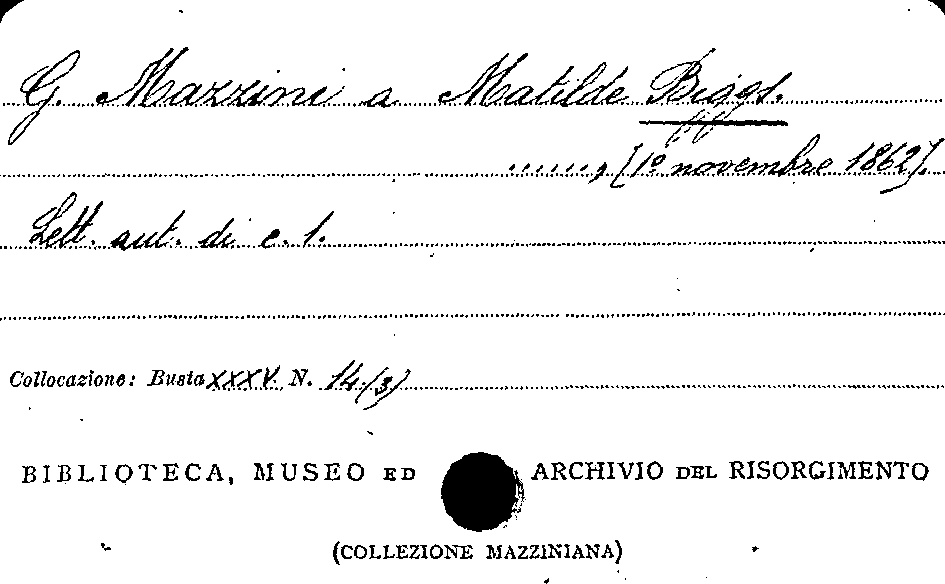 G. Mazzini a Matilde Biggs.
......., [1º novembre 1862].
Lett. aut. di c. 1.
Collocazione: Busta XXXV. N. 14.(3)
BIBLIOTECA, MUSEO ED ARCHIVIO DEL RISORGIMENTO
(COLLEZIONE MAZZINIANA)